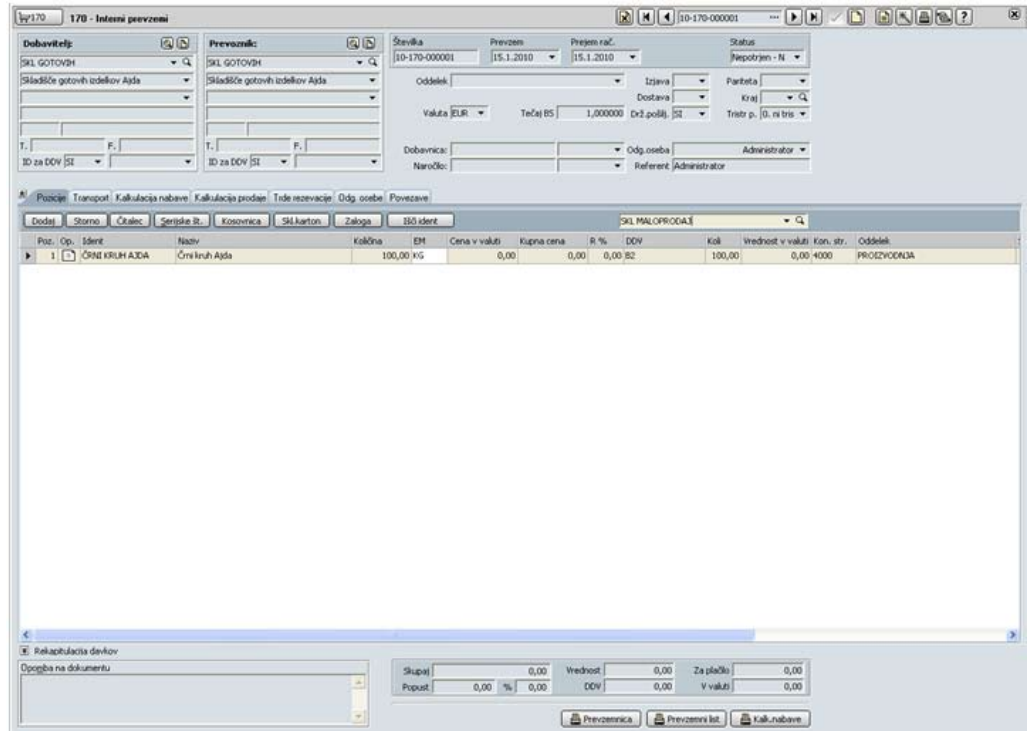 170 170 - Interni prevzemi 10-170-000001 ... ?
Dobavitelj: Prevoznik: Številka Prevzem Prejem rač. Status
SKL GOTOVIH SKL GOTOVIH 10-170-000001 15.1.2010 15.1.2010 Nepotrjen - N
Skladišče gotovih izdelkov Ajda Skladišče gotovih izdelkov Ajda Oddelek Izjava Pariteta
Dostava Kraj
Valuta EUR Tečaj BS 1,000000 Drž.pošilj. SI Tristr p. 0. ni tris
T. F. T. F. Dobavnica: Odg.oseba Administrator
ID za DDV SI ID za DDV SI Naročilo: Referent Administrator
Pozicije Transport Kalkulacija nabave Kalkulacija prodaje Trde rezevacije Odg. osebe Povezave
Dodaj Storno Čitalec Serijske št. Kosovnica Skl.karton Zaloga Išči ident SKL MALOPRODAJ
Poz. Op. Ident Naziv Količina EM Cena v valuti Kupna cena R % DDV Koli Vrednost v valuti Kon. str. Oddelek
1 ČRNI KRUH AJDA Črni kruh Ajda 100,00 KG 0,00 0,00 0,00 B2 100,00 0,00 4000 PROIZVODNJA
Rekapitulacija davkov
Opomba na dokumentu
Skupaj 0,00 Vrednost 0,00 Za plačilo 0,00
Popust 0,00 % 0,00 DDV 0,00 V valuti 0,00
Prevzemnica Prevzemni list Kalk.nabave